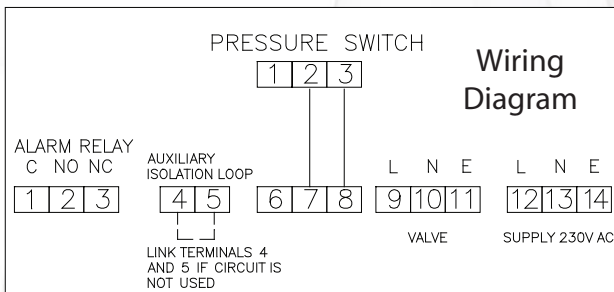 PRESSURE SWITCH
1 2 3
Wiring
Diagram
ALARM RELAY
C NO NC
1 2 3
AUXILIARY
ISOLATION LOOP
4 5
LINK TERMINALS 4
AND 5 IF CIRCUIT IS
NOT USED
6 7 8
L N E
9 10 11
VALVE
L N E
12 13 14
SUPPLY 230V AC